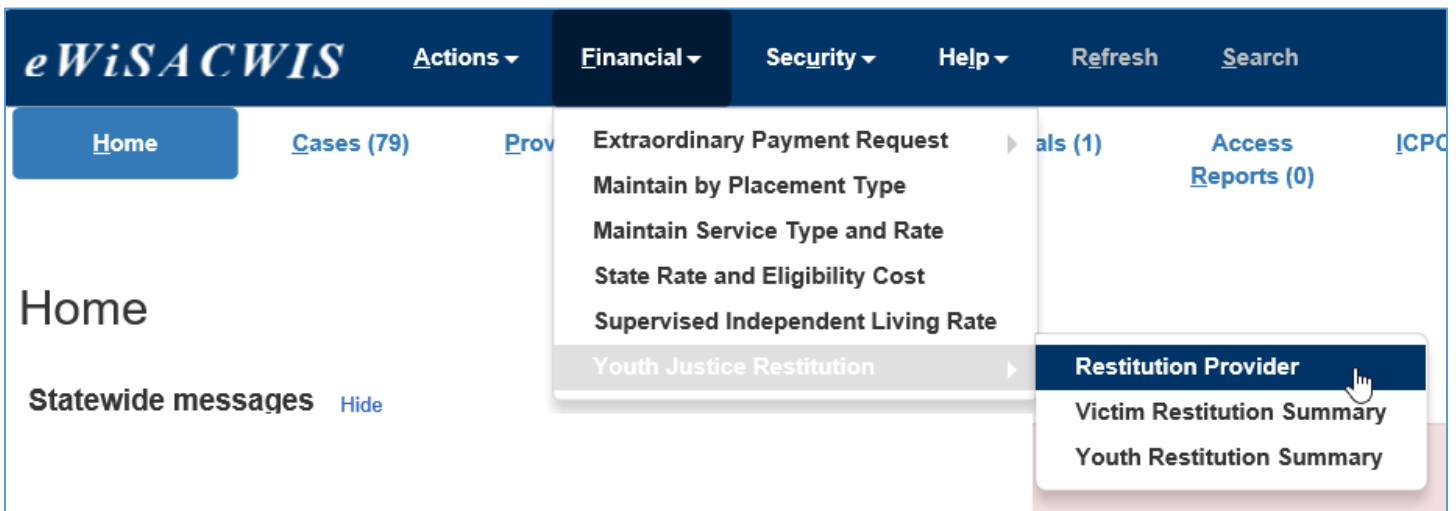 eWiSACWIS Actions Financial Security Help Refresh Search
Home Cases (79) Prov als (1) Access Reports (0) ICPC
Extraordinary Payment Request
Maintain by Placement Type
Maintain Service Type and Rate
State Rate and Eligibility Cost
Supervised Independent Living Rate
Youth Justice Restitution
Restitution Provider
Victim Restitution Summary
Youth Restitution Summary
Home
Statewide messages Hide